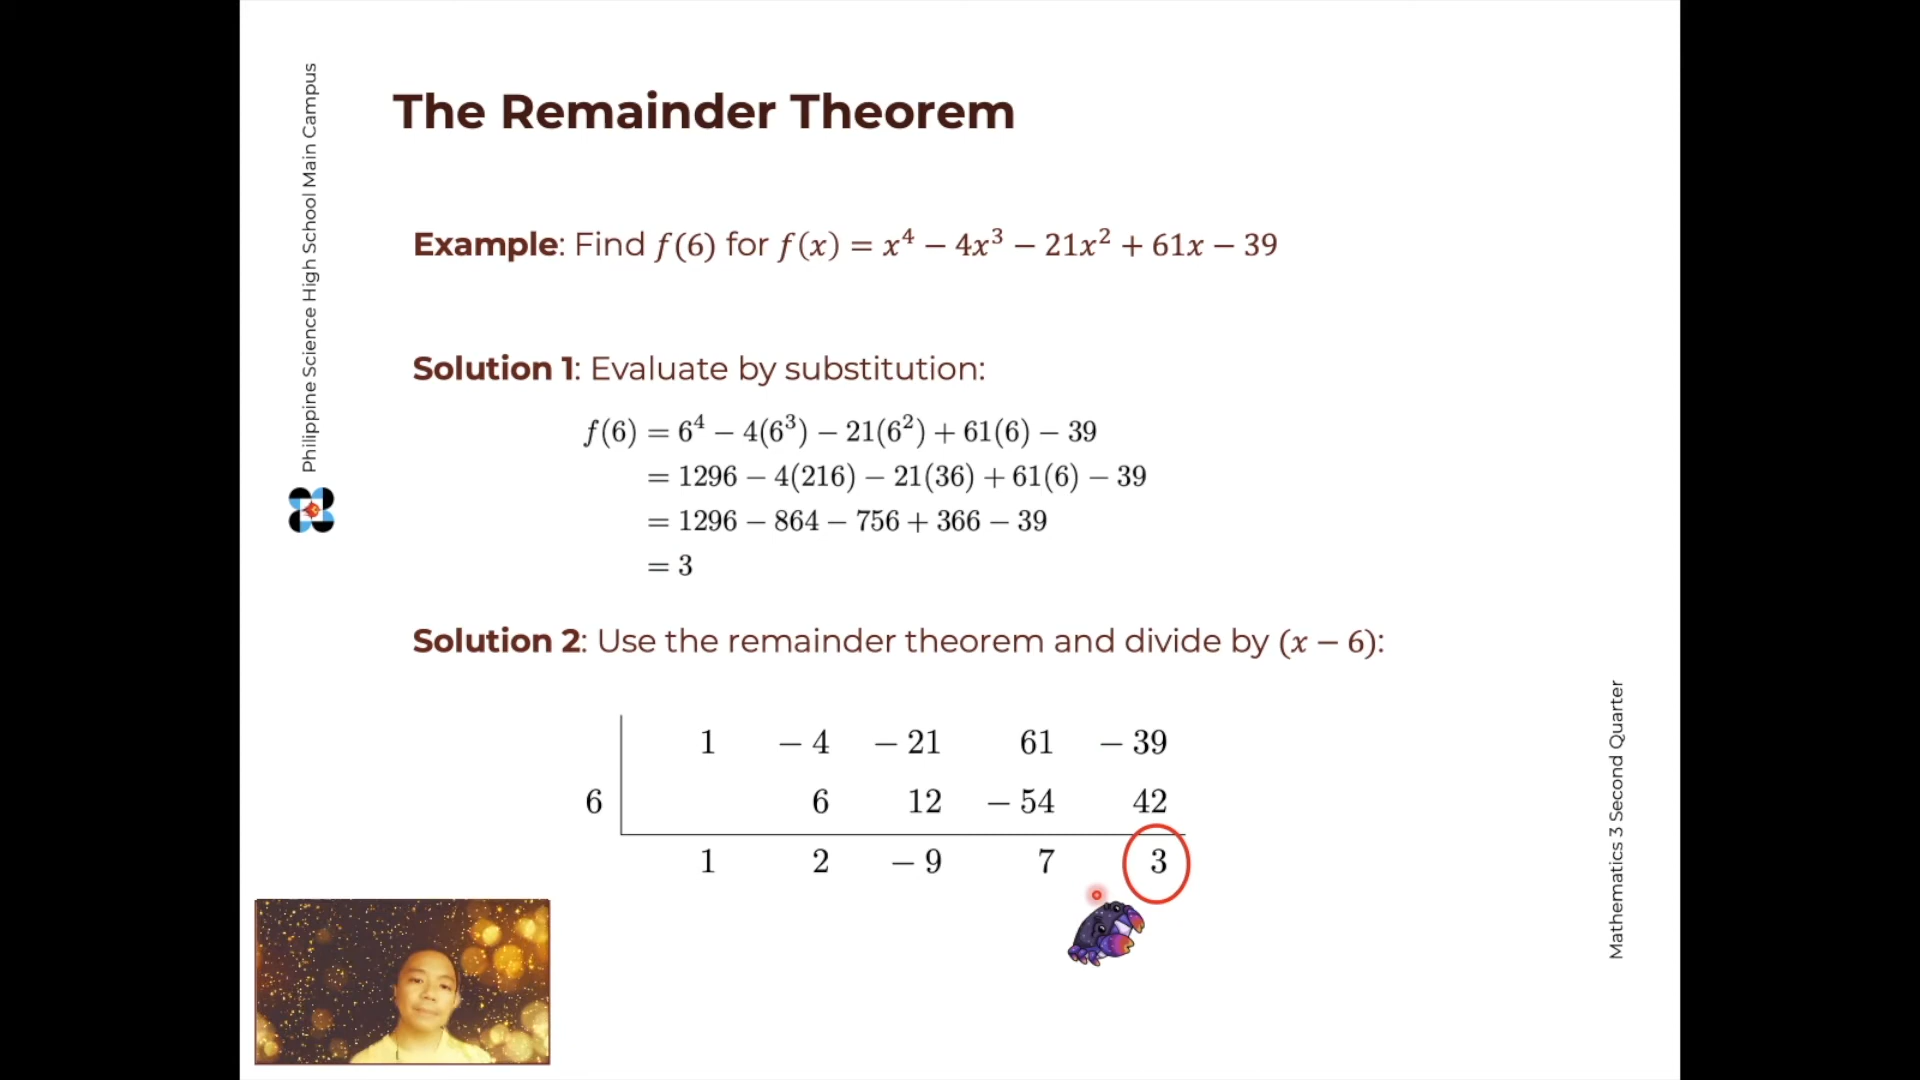 Philippine Science High School Main Campus
The Remainder Theorem
Example: Find f(6) for f(x) = x⁴ − 4x³ − 21x² + 61x − 39
Solution 1: Evaluate by substitution:
f(6) = 6⁴ − 4(6³) − 21(6²) + 61(6) − 39
= 1296 − 4(216) − 21(36) + 61(6) − 39
= 1296 − 864 − 756 + 366 − 39
= 3
Solution 2: Use the remainder theorem and divide by (x − 6):
1 − 4 − 21 61 − 39
6 6 12 − 54 42
1 2 − 9 7 3
Mathematics 3 Second Quarter